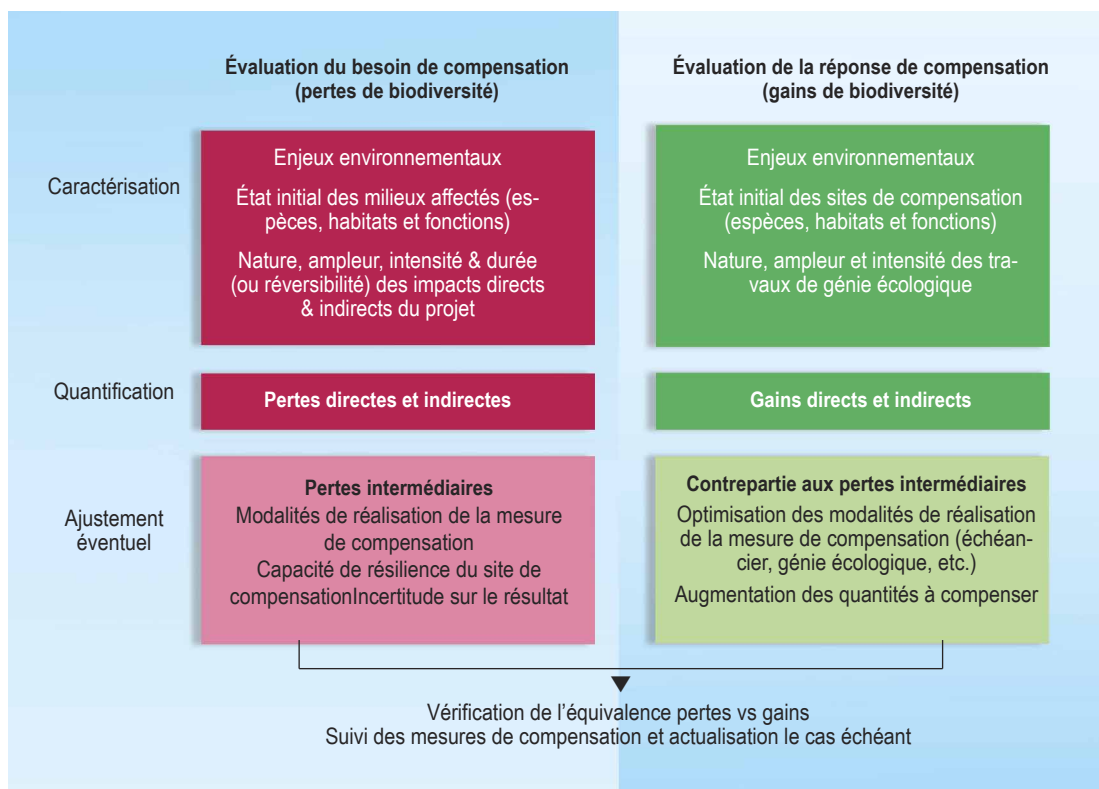 Évaluation du besoin de compensation
(pertes de biodiversité)
Évaluation de la réponse de compensation
(gains de biodiversité)
Caractérisation
Enjeux environnementaux
État initial des milieux affectés (es-
pèces, habitats et fonctions)
Nature, ampleur, intensité & durée
(ou réversibilité) des impacts directs
& indirects du projet
Enjeux environnementaux
État initial des sites de compensation
(espèces, habitats et fonctions)
Nature, ampleur et intensité des tra-
vaux de génie écologique
Quantification
Pertes directes et indirectes
Gains directs et indirects
Ajustement
éventuel
Pertes intermédiaires
Modalités de réalisation de la mesure
de compensation
Capacité de résilience du site de
compensationIncertitude sur le résultat
Contrepartie aux pertes intermédiaires
Optimisation des modalités de réalisation
de la mesure de compensation (échéan-
cier, génie écologique, etc.)
Augmentation des quantités à compenser
Vérification de l'équivalence pertes vs gains
Suivi des mesures de compensation et actualisation le cas échéant